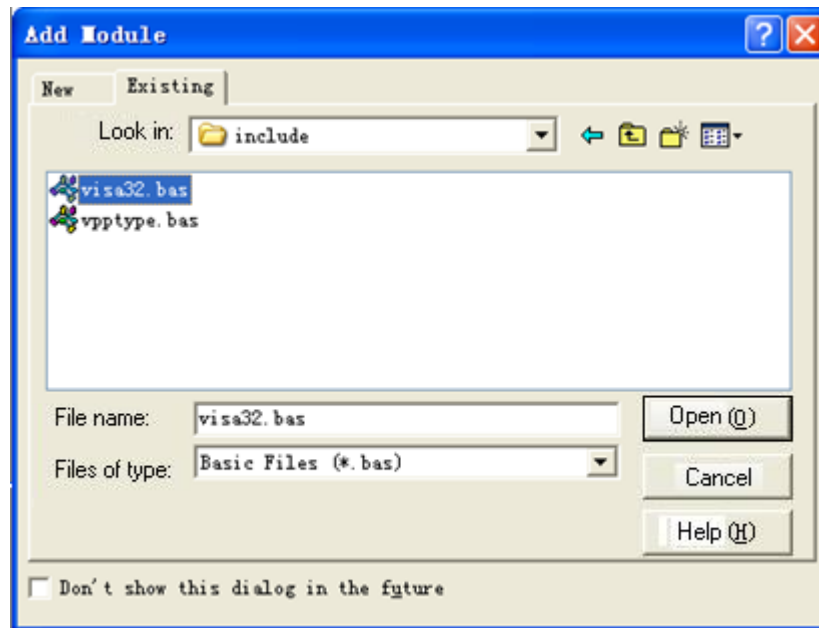 Add Module
New Existing
Look in: include
visa32.bas
vpptype.bas
File name: visa32.bas Open (O)
Files of type: Basic Files (*.bas) Cancel
Help (H)
Don't show this dialog in the future